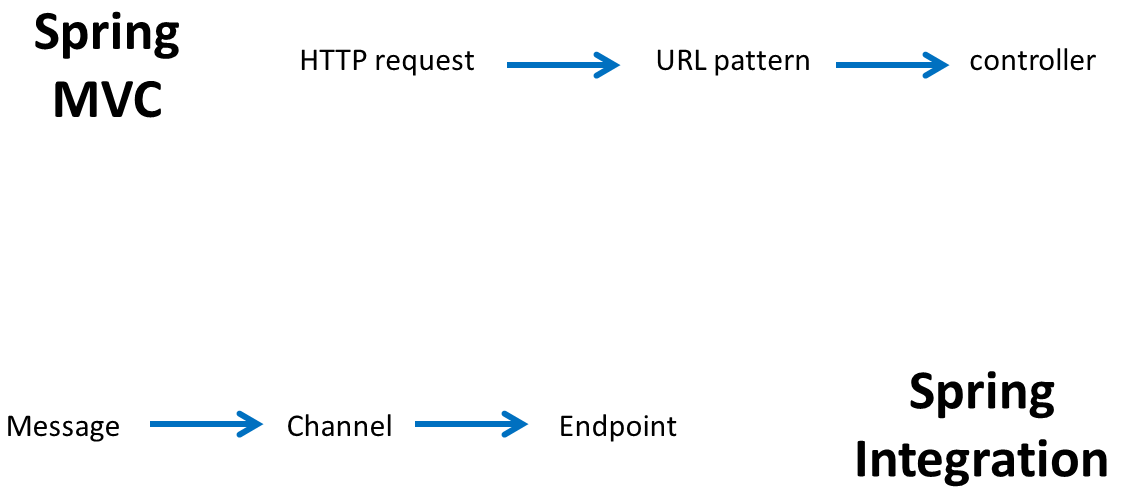 Spring
MVC
HTTP request
URL pattern
controller
Message
Channel
Endpoint
Spring
Integration